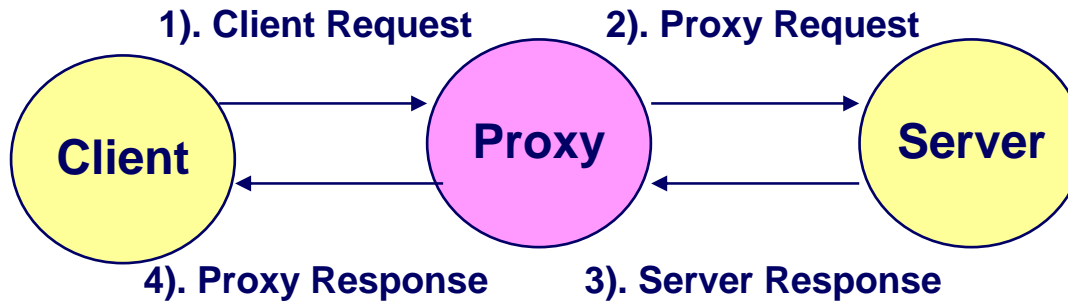 1). Client Request
2). Proxy Request
Client
Proxy
Server
4). Proxy Response
3). Server Response